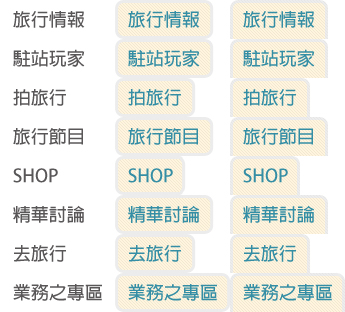 旅行情報 旅行情報 旅行情報
駐站玩家 駐站玩家 駐站玩家
拍旅行 拍旅行 拍旅行
旅行節目 旅行節目 旅行節目
SHOP SHOP SHOP
精華討論 精華討論 精華討論
去旅行 去旅行 去旅行
業務之專區 業務之專區 業務之專區